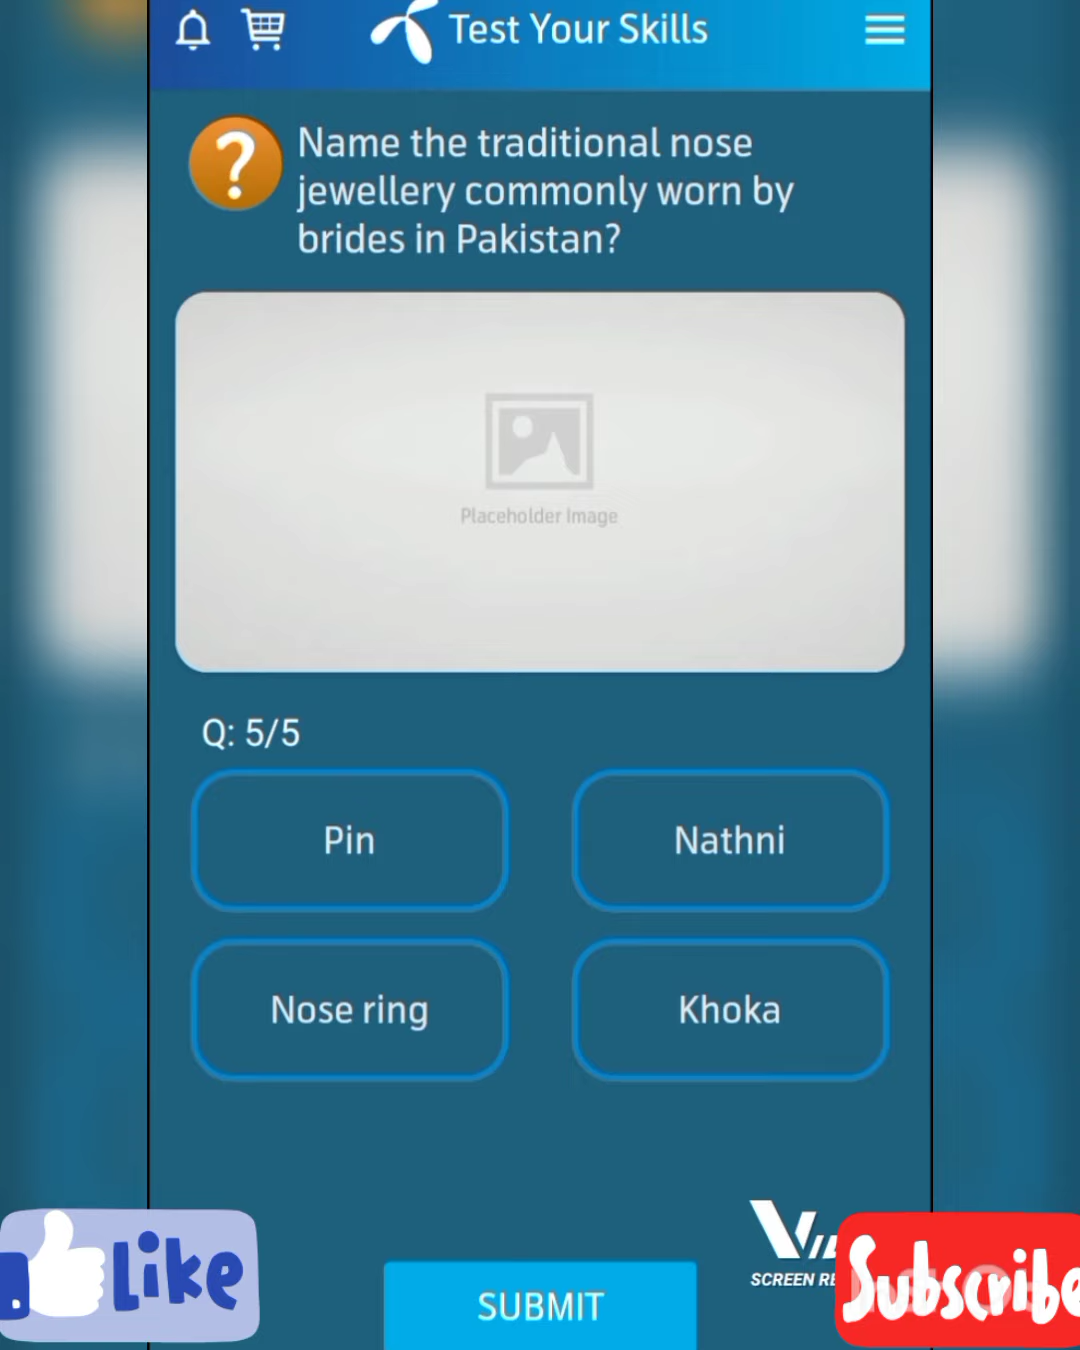 Test Your Skills
?
Name the traditional nose
jewellery commonly worn by
brides in Pakistan?
Placeholder Image
Q: 5/5
Pin
Nathni
Nose ring
Khoka
Like
SCREEN RE
Subscribe
SUBMIT